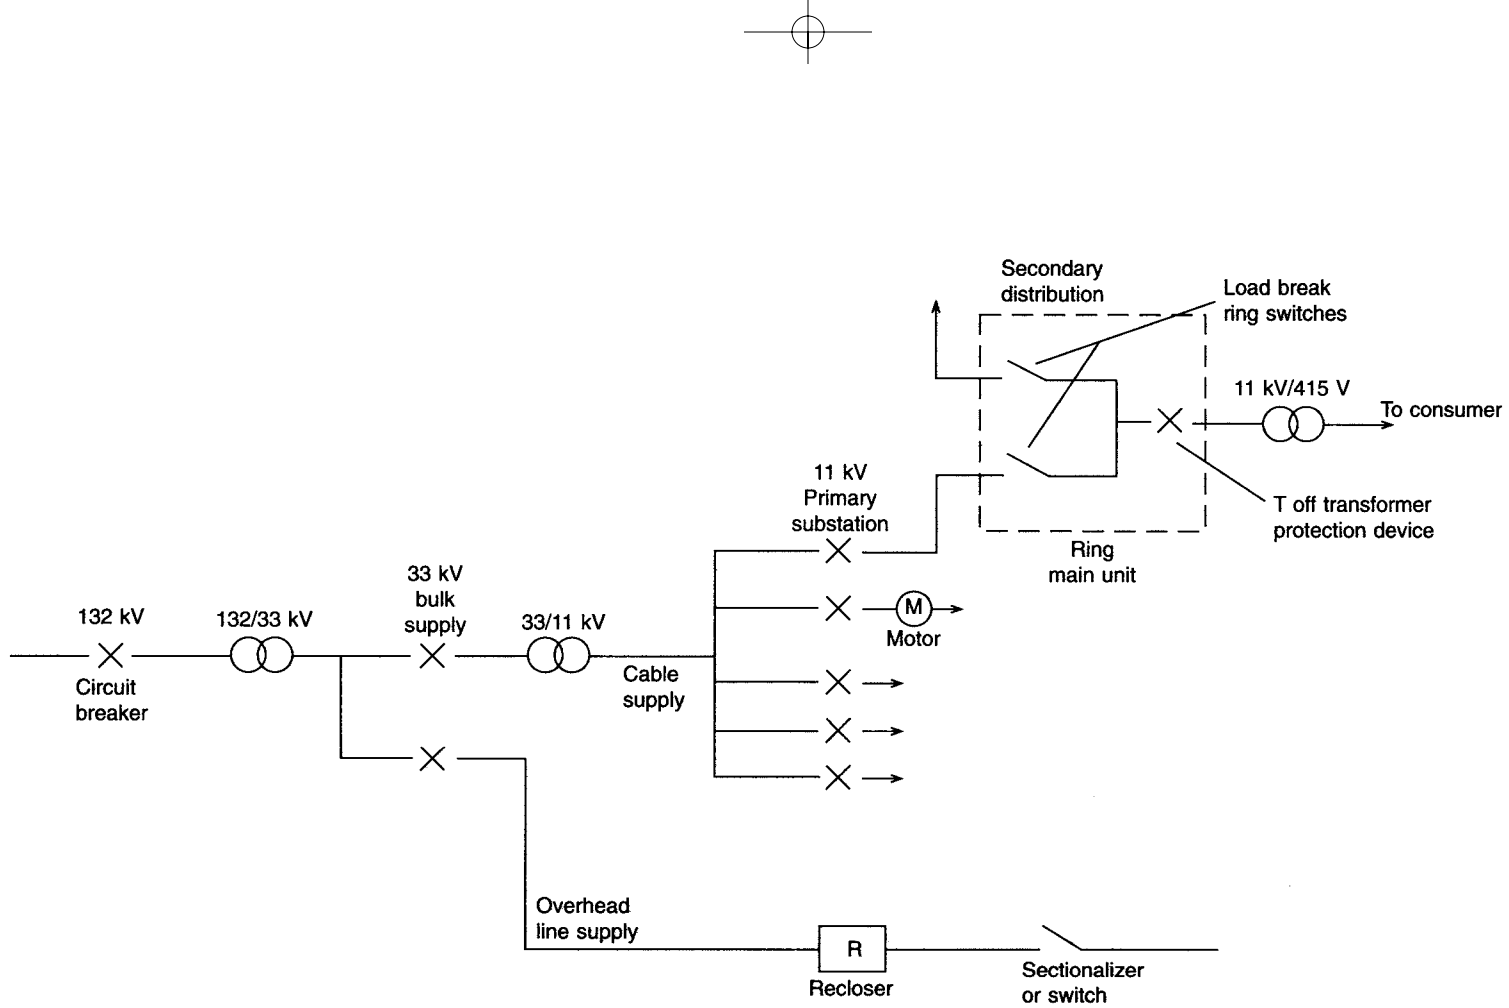 Secondary
distribution
Load break
ring switches
11 kV/415 V
To consumer
T off transformer
protection device
Ring
main unit
11 kV
Primary
substation
M
Motor
33 kV
bulk
supply
132 kV
132/33 kV
33/11 kV
Circuit
breaker
Cable
supply
Overhead
line supply
R
Recloser
Sectionalizer
or switch